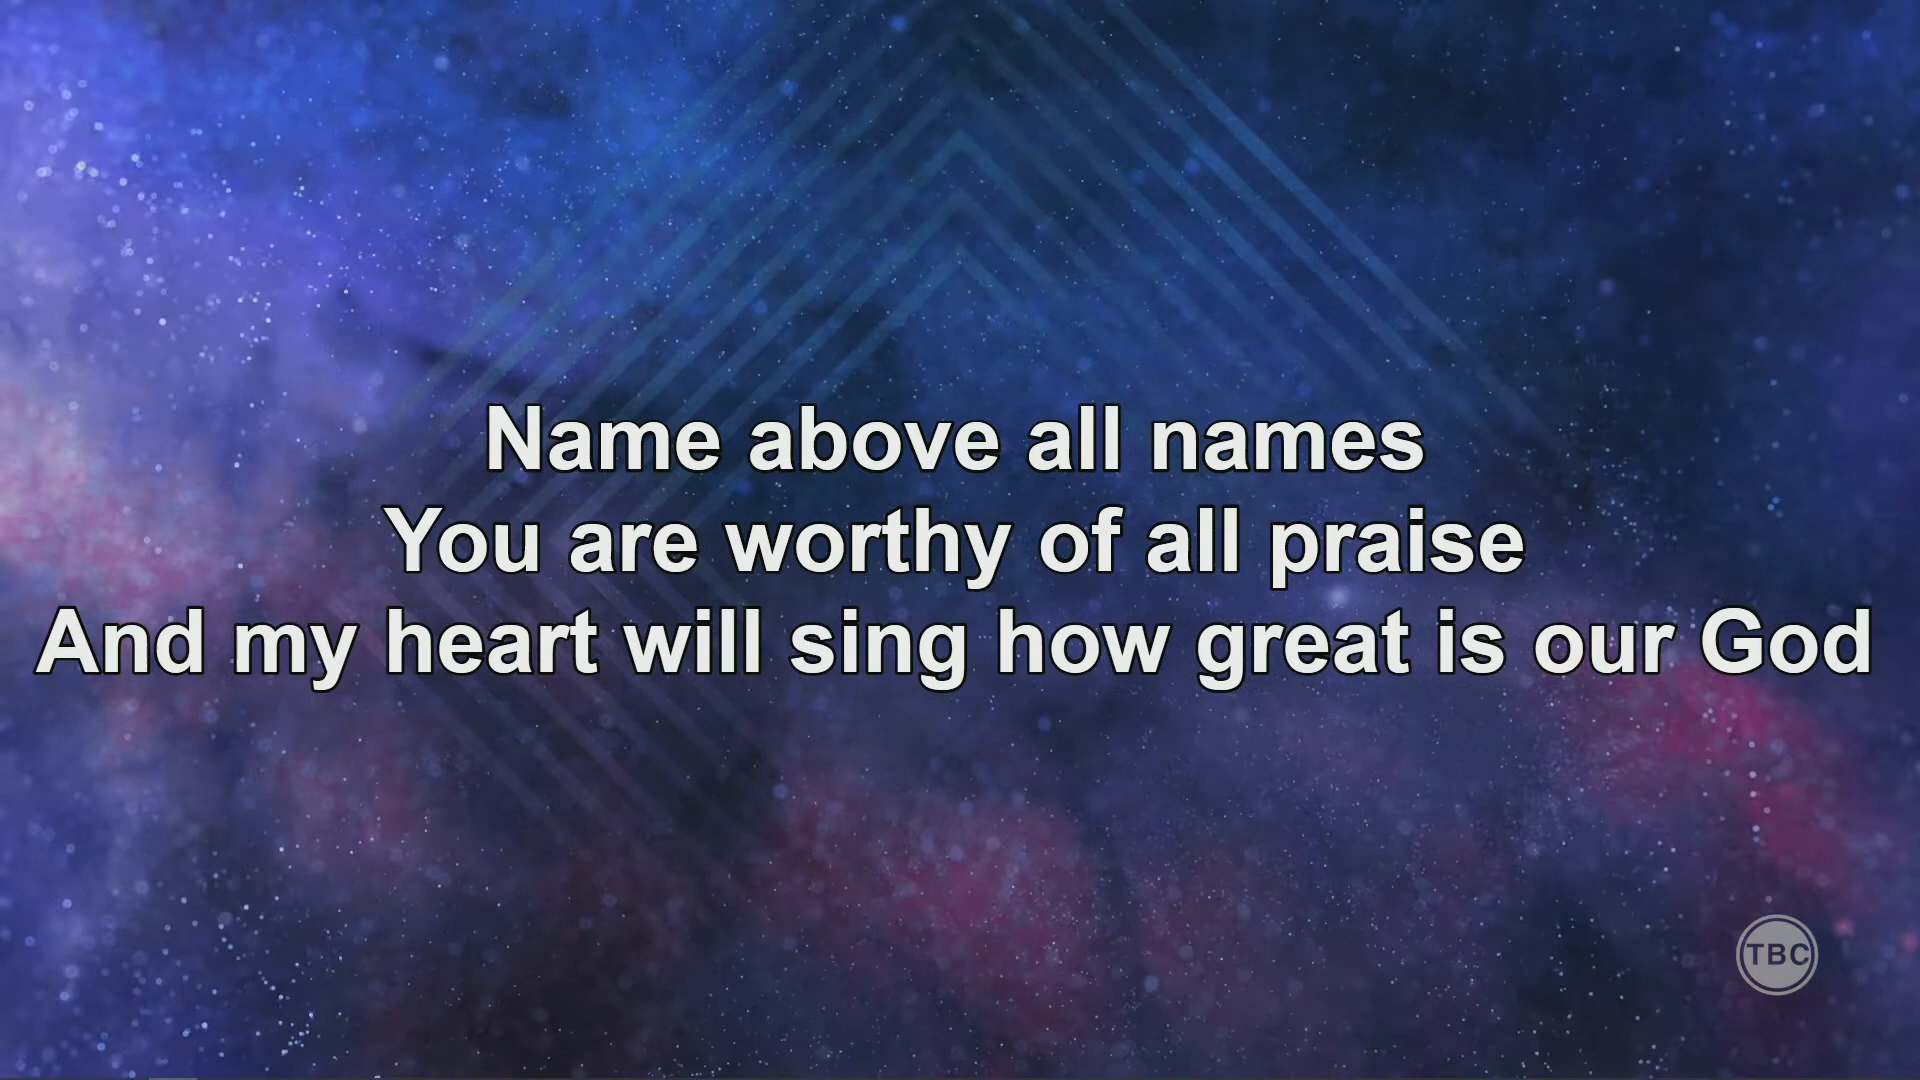 Name above all names
You are worthy of all praise
And my heart will sing how great is our God
TBC